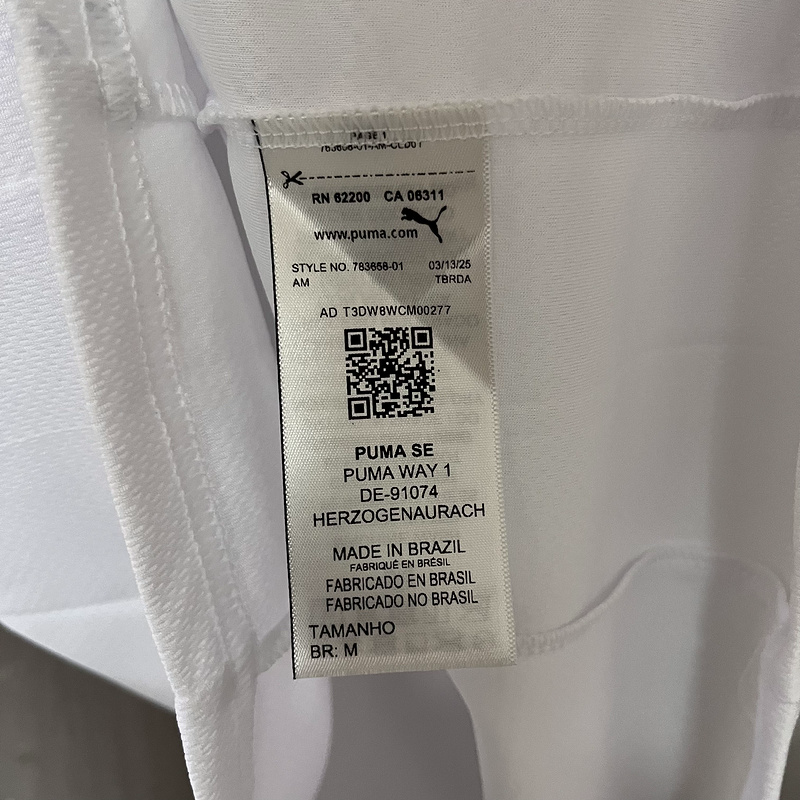 PAGE 1
RN 62200 CA 06311
www.puma.com
STYLE NO. 783658-01 03/13/25
AM TBRDA
AD T3DW8WCM00277
PUMA SE
PUMA WAY 1
DE-91074
HERZOGENAURACH
MADE IN BRAZIL
FABRIQUÉ EN BRÉSIL
FABRICADO EN BRASIL
FABRICADO NO BRASIL
TAMANHO
BR: M